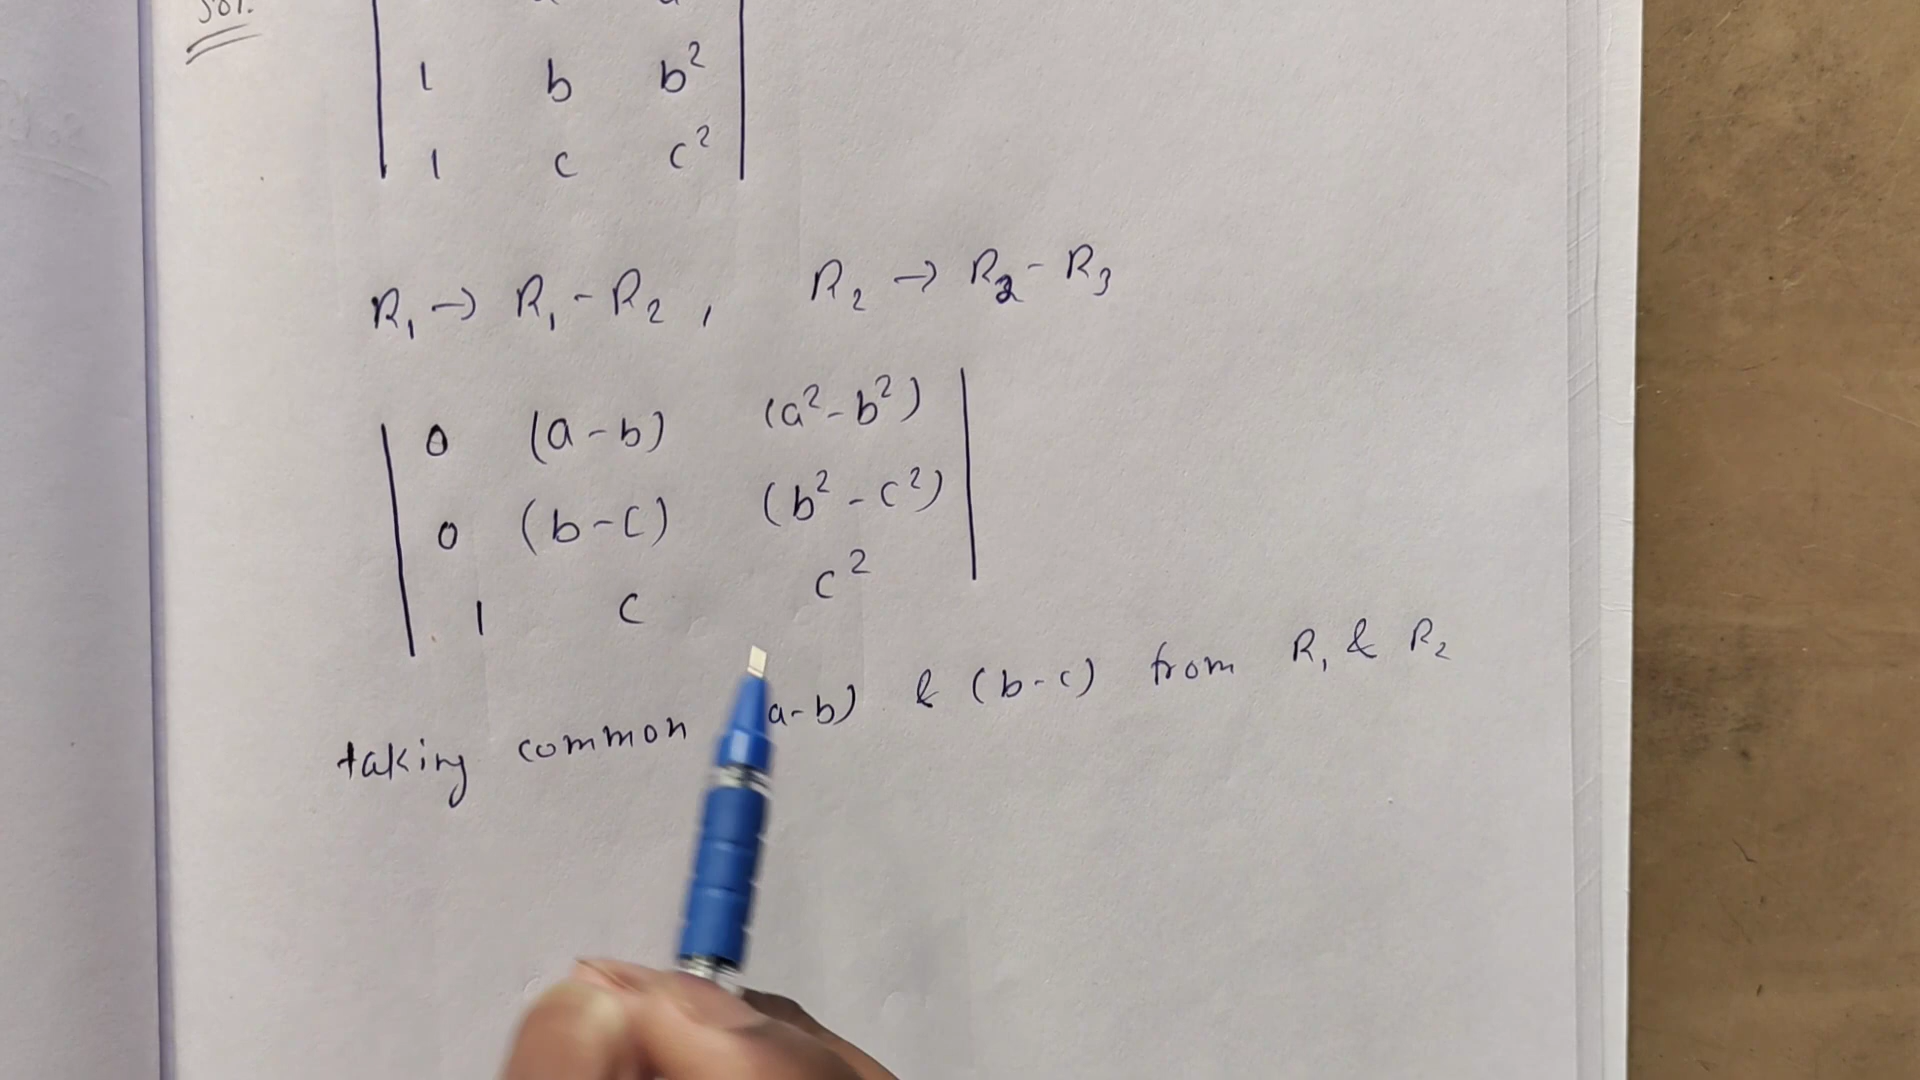 Sol.
1 b b²
1 c c²
R₁ → R₁ - R₂ , R₂ → R₂ - R₃
0 (a-b) (a²-b²)
0 (b-c) (b²-c²)
1 c c²
taking common a-b) & (b-c) from R₁ & R₂